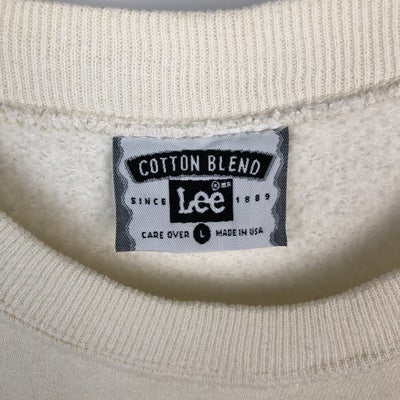 COTTON BLEND
® M.R.
SINCE Lee 1889
CARE OVER L MADE IN USA